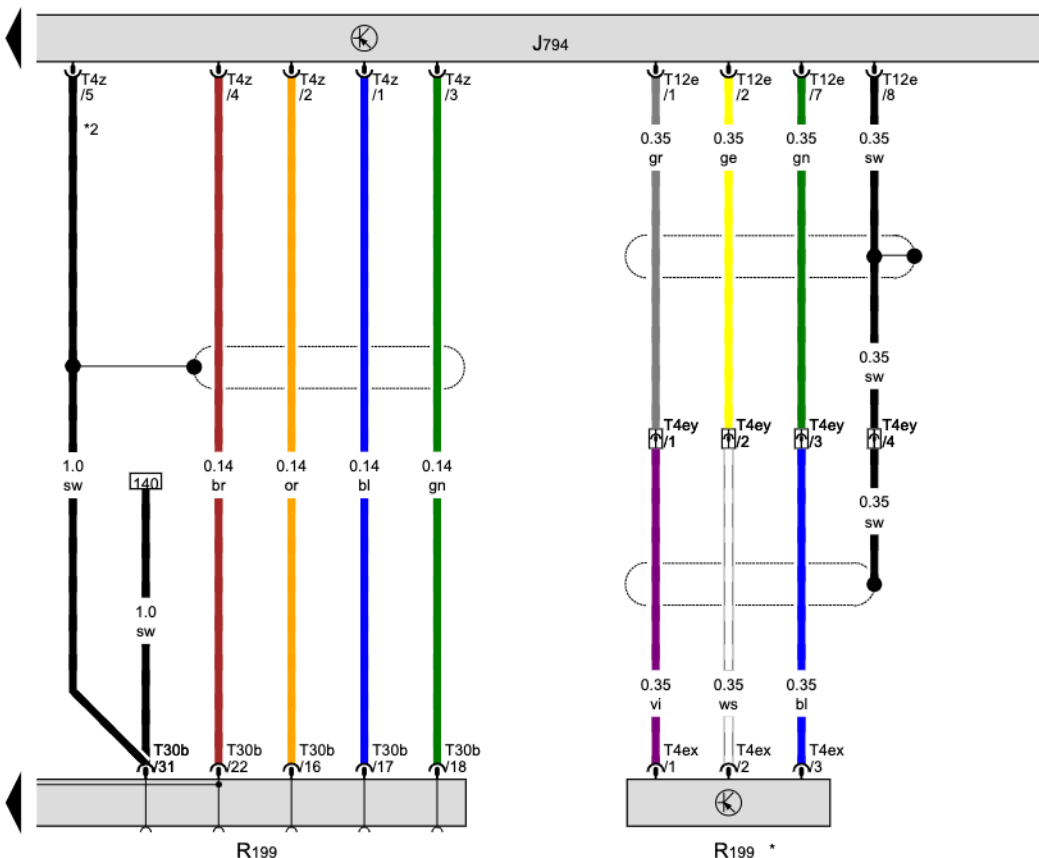 J794
T4z T4z T4z T4z T4z T12e T12e T12e T12e
/5 /4 /2 /1 /3 /1 /2 /7 /8
*2
0.35 0.35 0.35 0.35
gr ge gn sw
0.35
sw
T4ey T4ey T4ey T4ey
/1 /2 /3 /4
1.0 0.14 0.14 0.14 0.14
sw 140 br or bl gn
0.35
sw
1.0
sw
0.35 0.35 0.35
vi ws bl
T30b T30b T30b T30b T30b T4ex T4ex T4ex
/31 /22 /16 /17 /18 /1 /2 /3
R199 R199 *